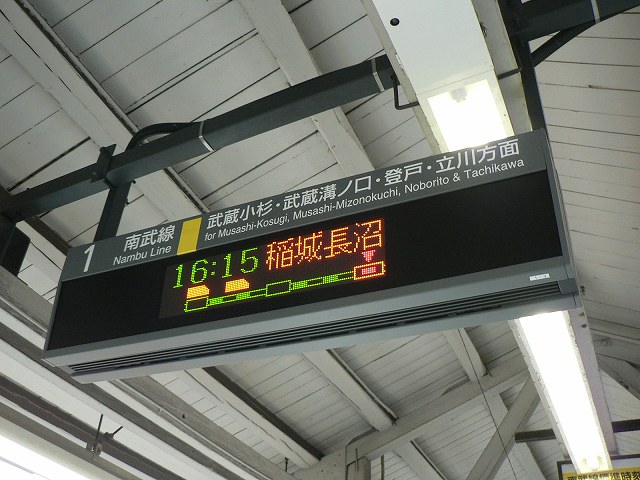 1 南武線 武蔵小杉・武蔵溝ノ口・登戸・立川方面
Nambu Line for Musashi-Kosugi, Musashi-Mizonokuchi, Noborito & Tachikawa
16:15 稲城長沼